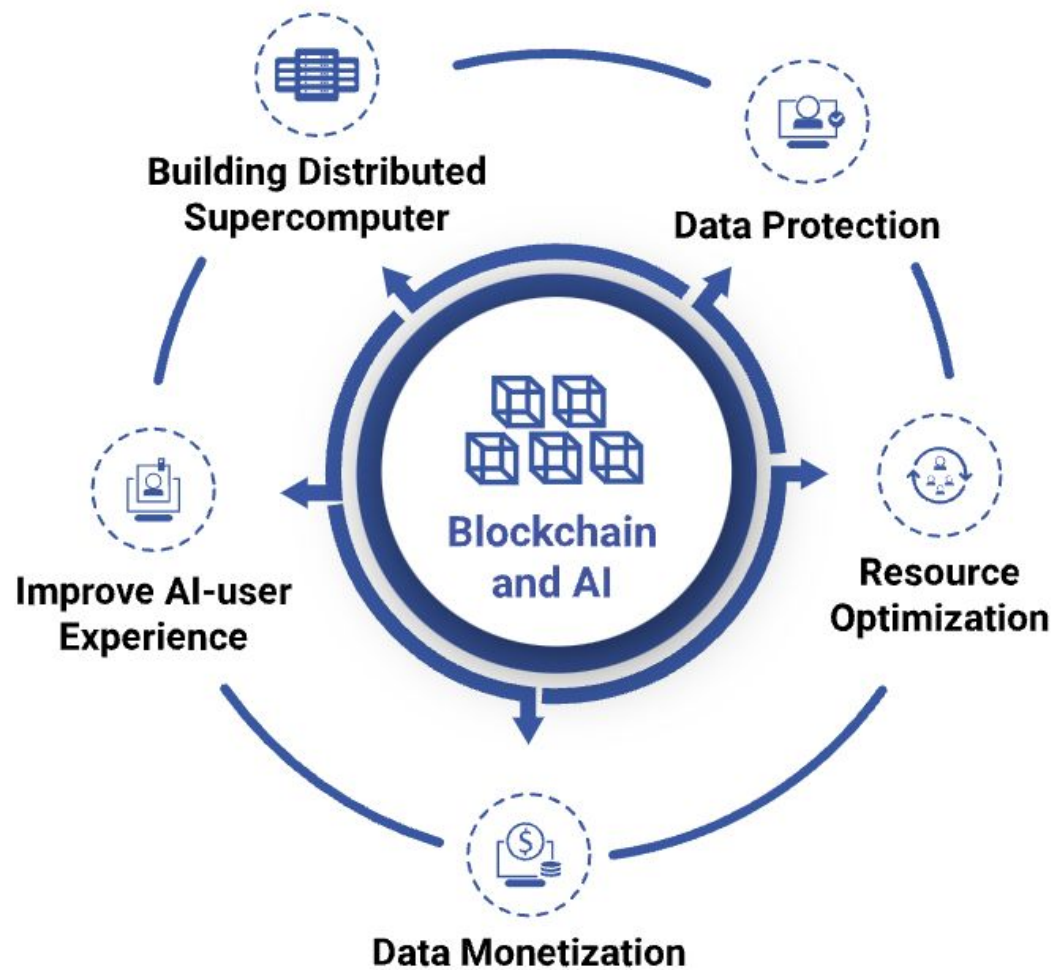 Building Distributed
Supercomputer
Data Protection
Blockchain
and AI
Improve AI-user
Experience
Resource
Optimization
Data Monetization